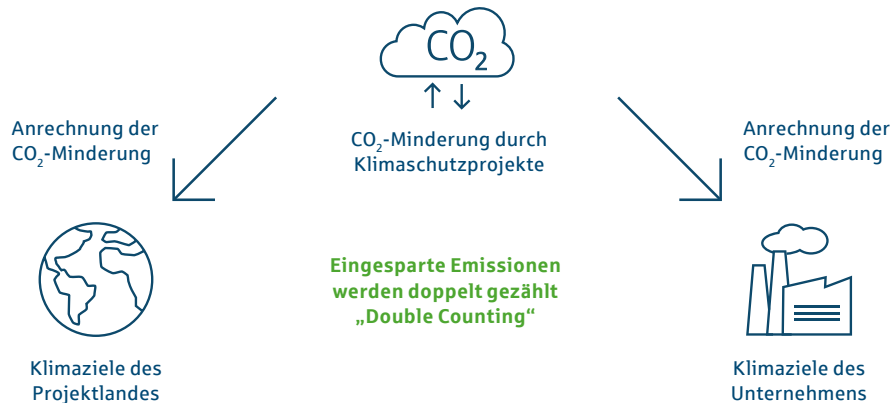 CO₂
Anrechnung der
CO₂-Minderung
CO₂-Minderung durch
Klimaschutzprojekte
Anrechnung der
CO₂-Minderung
Eingesparte Emissionen
werden doppelt gezählt
„Double Counting“
Klimaziele des
Projektlandes
Klimaziele des
Unternehmens